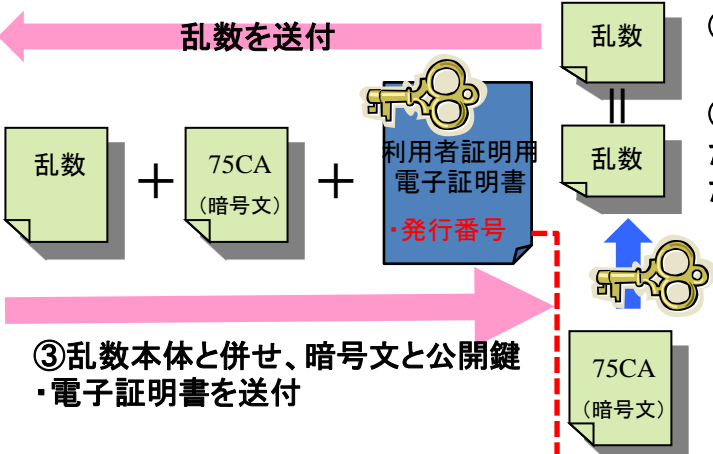 乱数を送付
乱数
乱数
75CA
(暗号文)
利用者証明用
電子証明書
・発行番号
乱数
③乱数本体と併せ、暗号文と公開鍵
・電子証明書を送付
75CA
(暗号文)